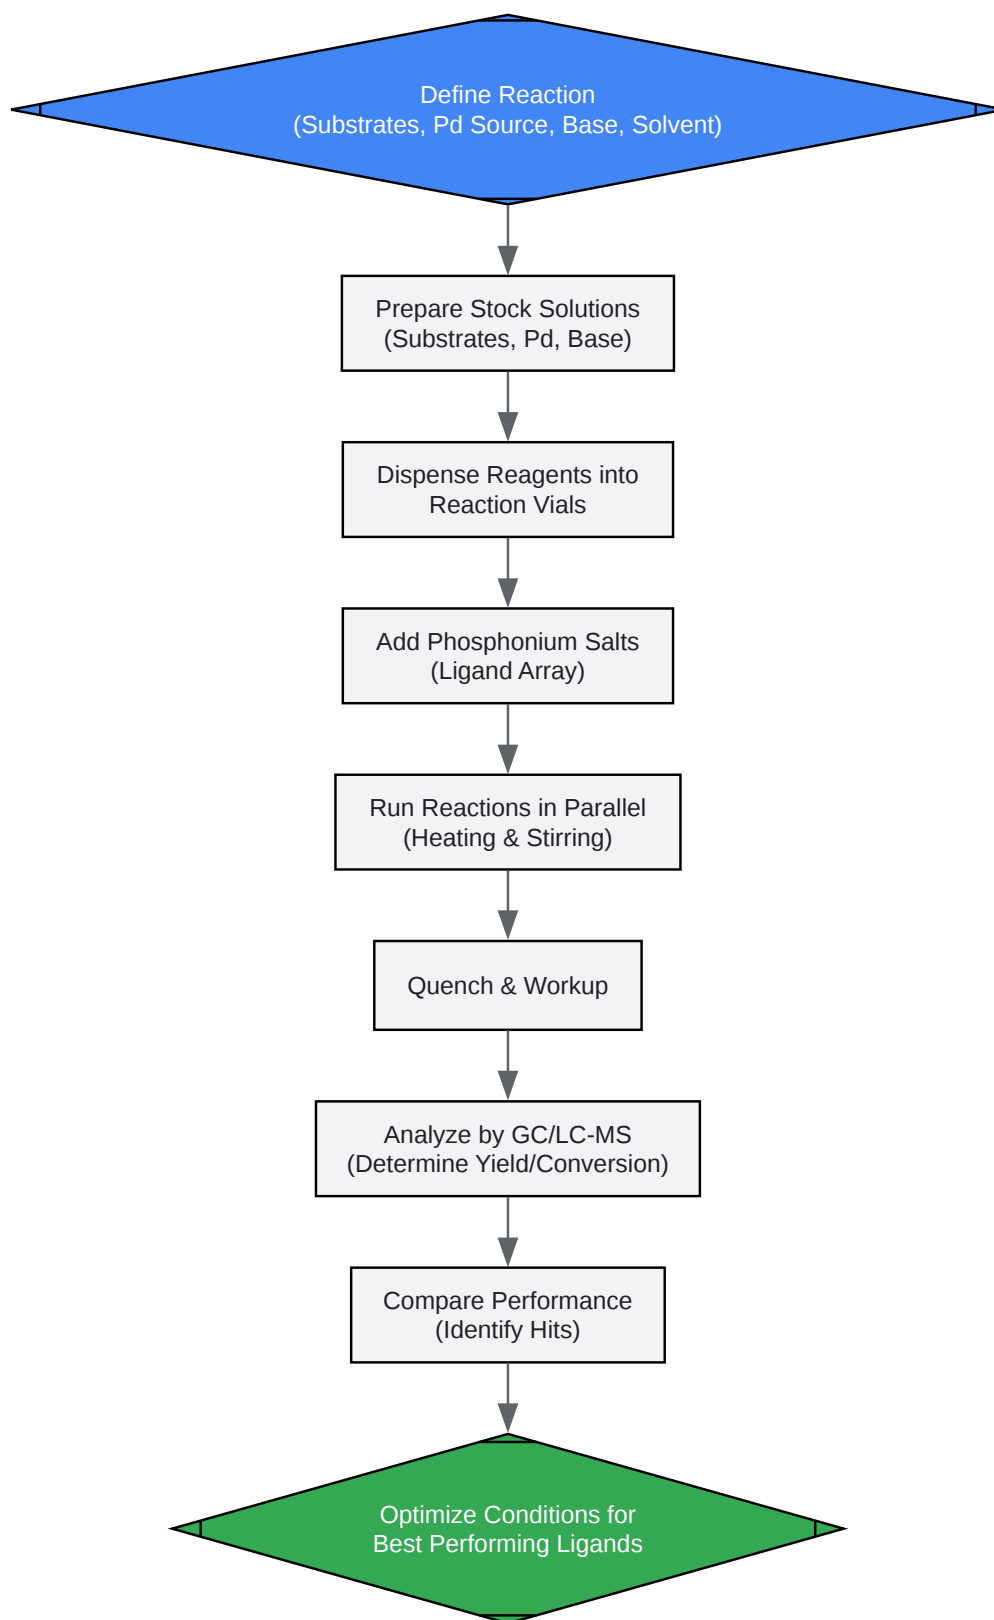 Define Reaction
(Substrates, Pd Source, Base, Solvent)
Prepare Stock Solutions
(Substrates, Pd, Base)
Dispense Reagents into
Reaction Vials
Add Phosphonium Salts
(Ligand Array)
Run Reactions in Parallel
(Heating & Stirring)
Quench & Workup
Analyze by GC/LC-MS
(Determine Yield/Conversion)
Compare Performance
(Identify Hits)
Optimize Conditions for
Best Performing Ligands